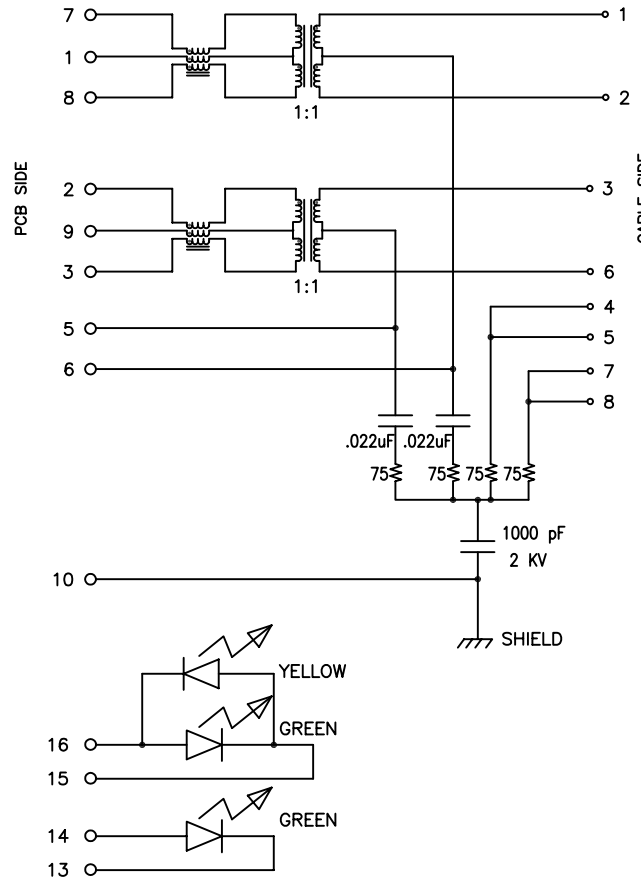 7
1
1
8
2
1:1
PCB SIDE
CABLE SIDE
2
3
9
3
6
1:1
4
5
5
6
7
8
.022uF .022uF
75 75 75 75
1000 pF
2 KV
10
SHIELD
YELLOW
GREEN
16
15
GREEN
14
13